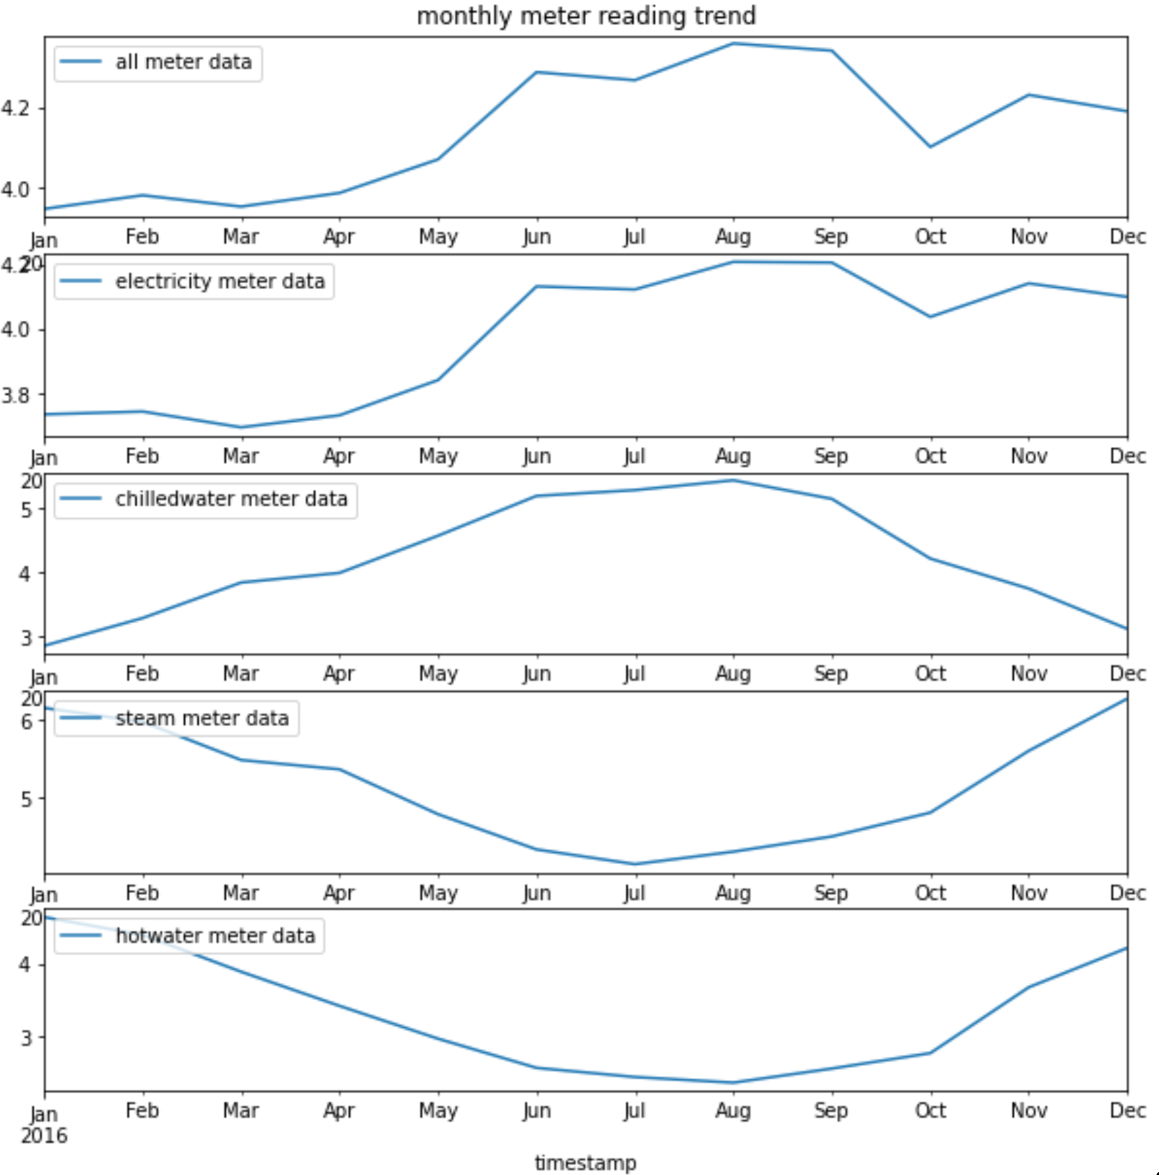 monthly meter reading trend
all meter data
4.2
4.0
Jan Feb Mar Apr May Jun Jul Aug Sep Oct Nov Dec
20
4.2
electricity meter data
4.0
3.8
Jan Feb Mar Apr May Jun Jul Aug Sep Oct Nov Dec
20
chilledwater meter data
5
4
3
Jan Feb Mar Apr May Jun Jul Aug Sep Oct Nov Dec
20
steam meter data
6
5
Jan Feb Mar Apr May Jun Jul Aug Sep Oct Nov Dec
20
hotwater meter data
4
3
Jan Feb Mar Apr May Jun Jul Aug Sep Oct Nov Dec
2016
timestamp